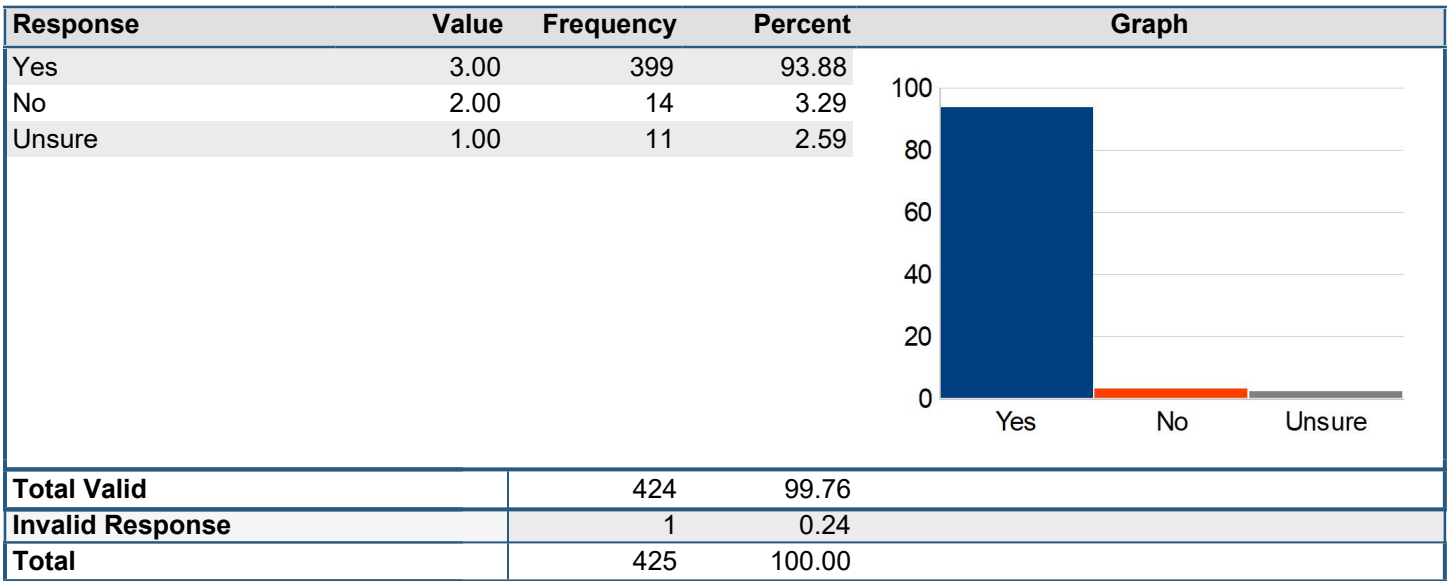 Response Value Frequency Percent Graph
Yes 3.00 399 93.88
No 2.00 14 3.29
Unsure 1.00 11 2.59
100
80
60
40
20
0
Yes No Unsure
Total Valid 424 99.76
Invalid Response 1 0.24
Total 425 100.00